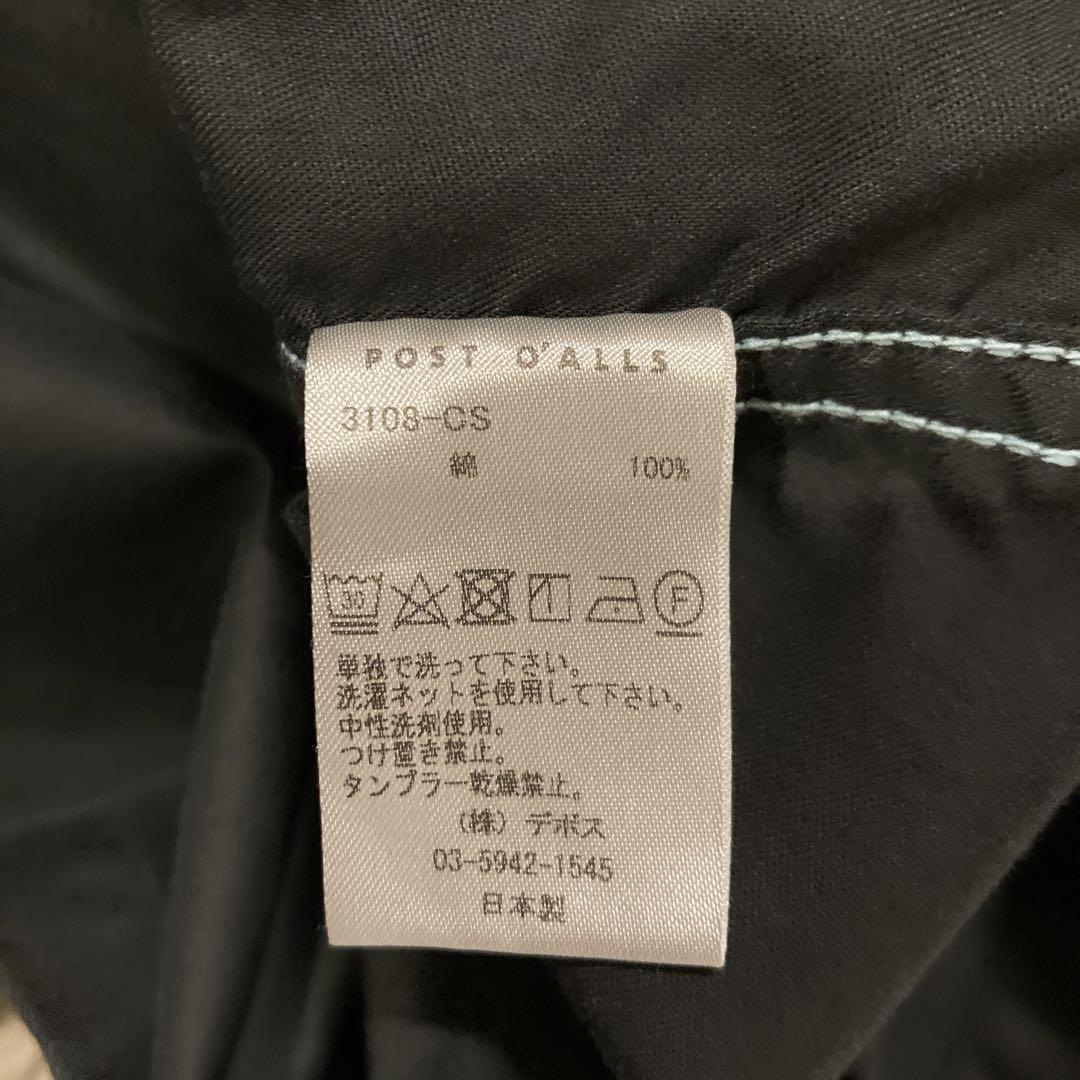 POST O'ALLS
3108-CS
綿 100%
30 F
単独で洗って下さい。
洗濯ネットを使用して下さい。
中性洗剤使用。
つけ置き禁止。
タンブラー乾燥禁止。
(株) デボス
03-5942-1545
日本製